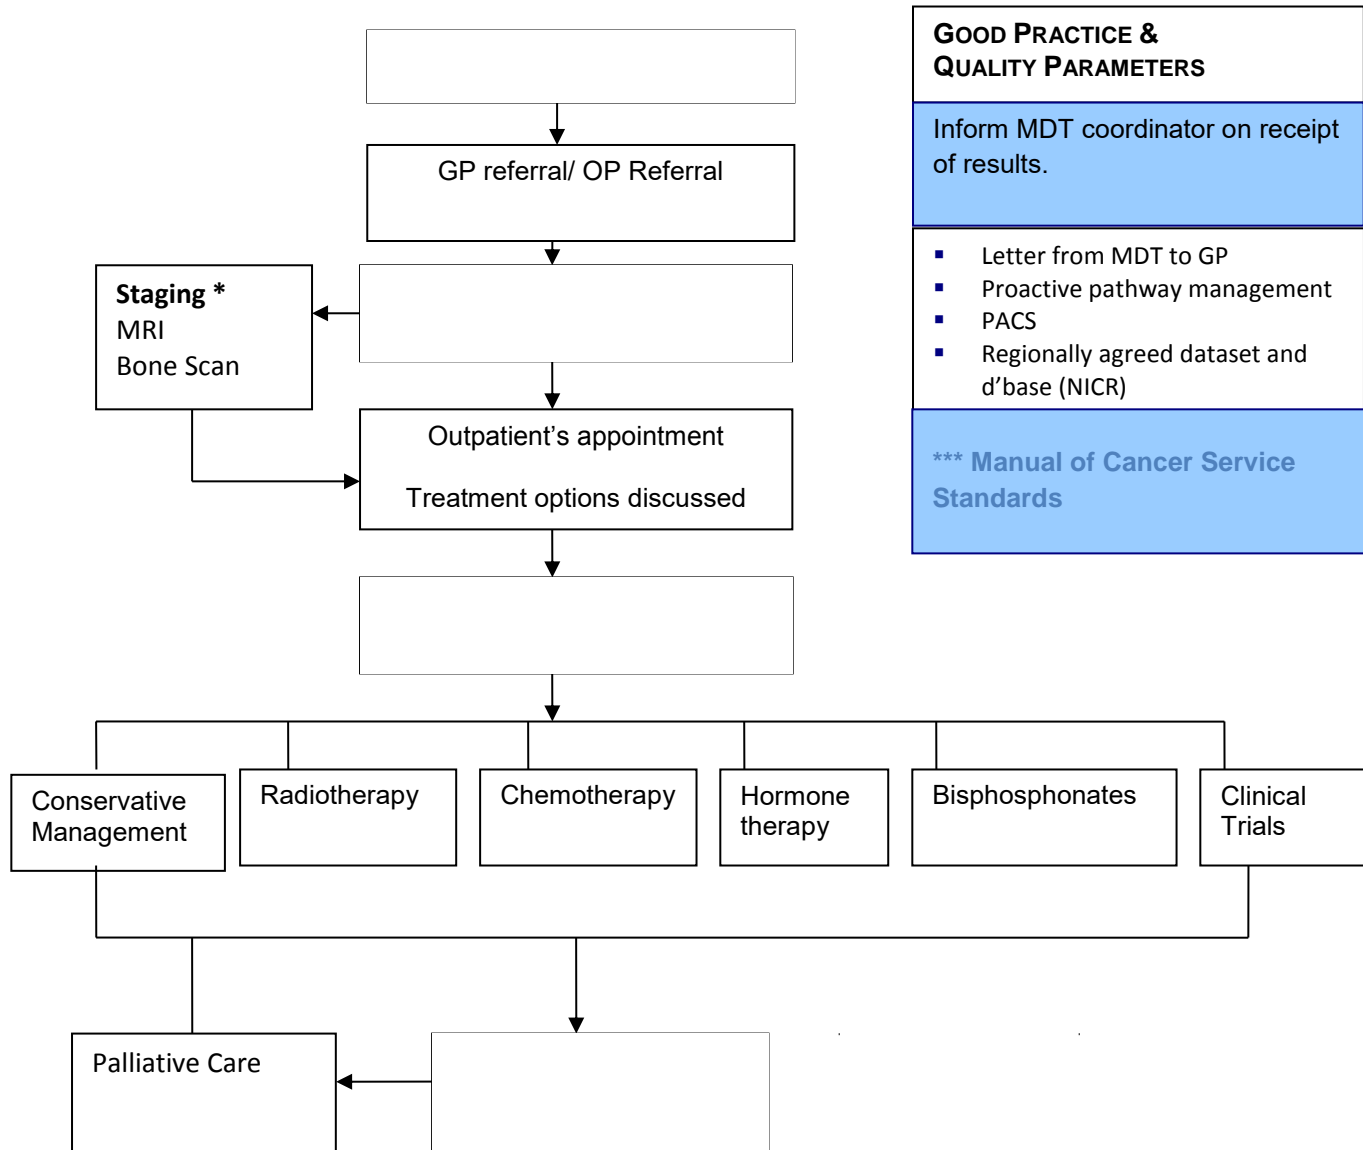 GOOD PRACTICE &
QUALITY PARAMETERS
Inform MDT coordinator on receipt
of results.
▪ Letter from MDT to GP
▪ Proactive pathway management
▪ PACS
▪ Regionally agreed dataset and
d’base (NICR)
*** Manual of Cancer Service
Standards
GP referral/ OP Referral
Staging *
MRI
Bone Scan
Outpatient’s appointment
Treatment options discussed
Conservative
Management
Radiotherapy
Chemotherapy
Hormone
therapy
Bisphosphonates
Clinical
Trials
Palliative Care